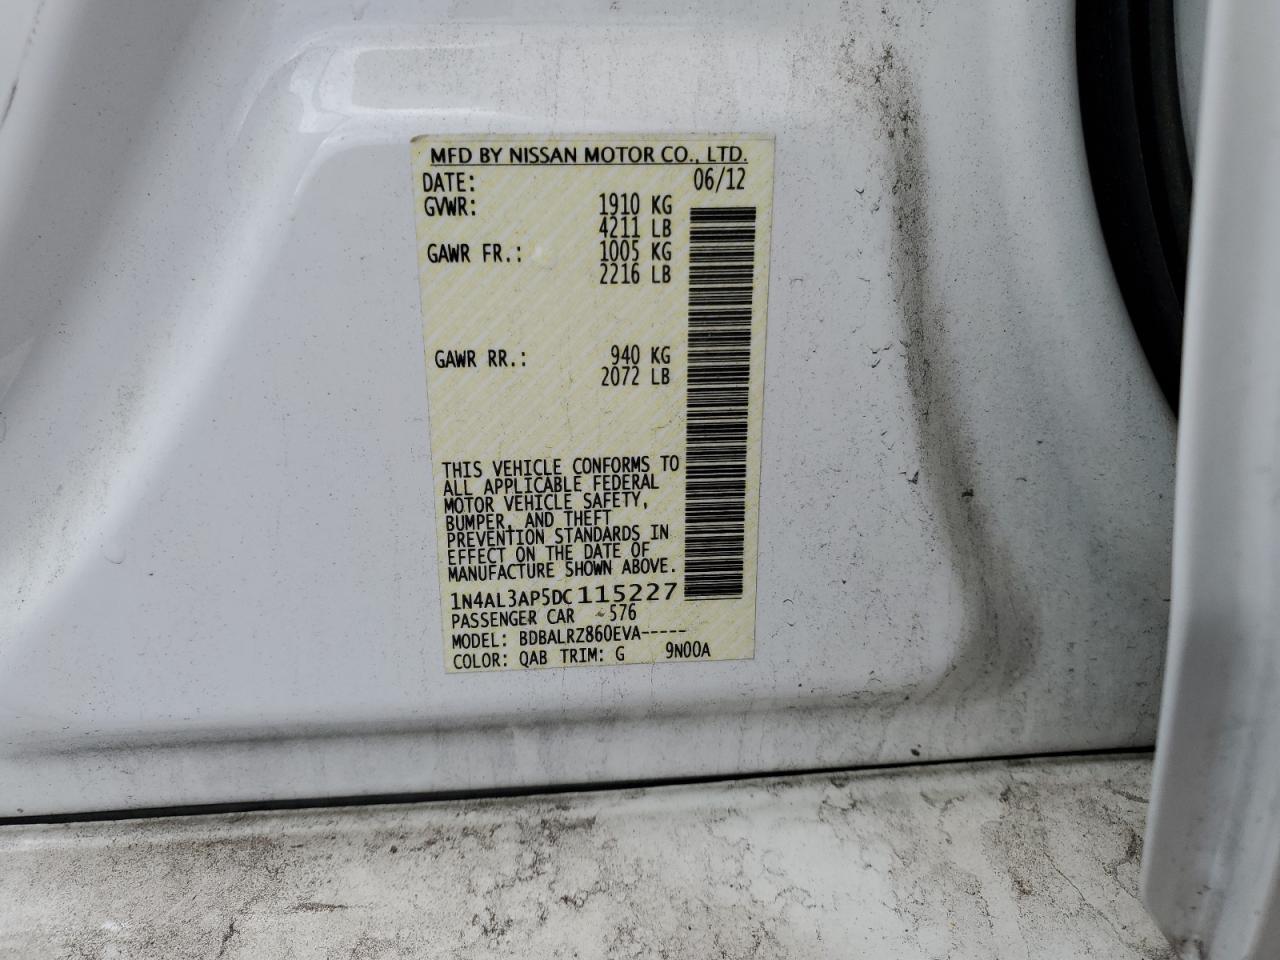 MFD BY NISSAN MOTOR CO., LTD.
DATE: 06/12
GVWR: 1910 KG
4211 LB
GAWR FR.: 1005 KG
2216 LB
GAWR RR.: 940 KG
2072 LB
THIS VEHICLE CONFORMS TO
ALL APPLICABLE FEDERAL
MOTOR VEHICLE SAFETY,
BUMPER, AND THEFT
PREVENTION STANDARDS IN
EFFECT ON THE DATE OF
MANUFACTURE SHOWN ABOVE.
1N4AL3AP5DC115227
PASSENGER CAR 576
MODEL: BDBALRZ860EVA-----
COLOR: QAB TRIM: G 9N00A